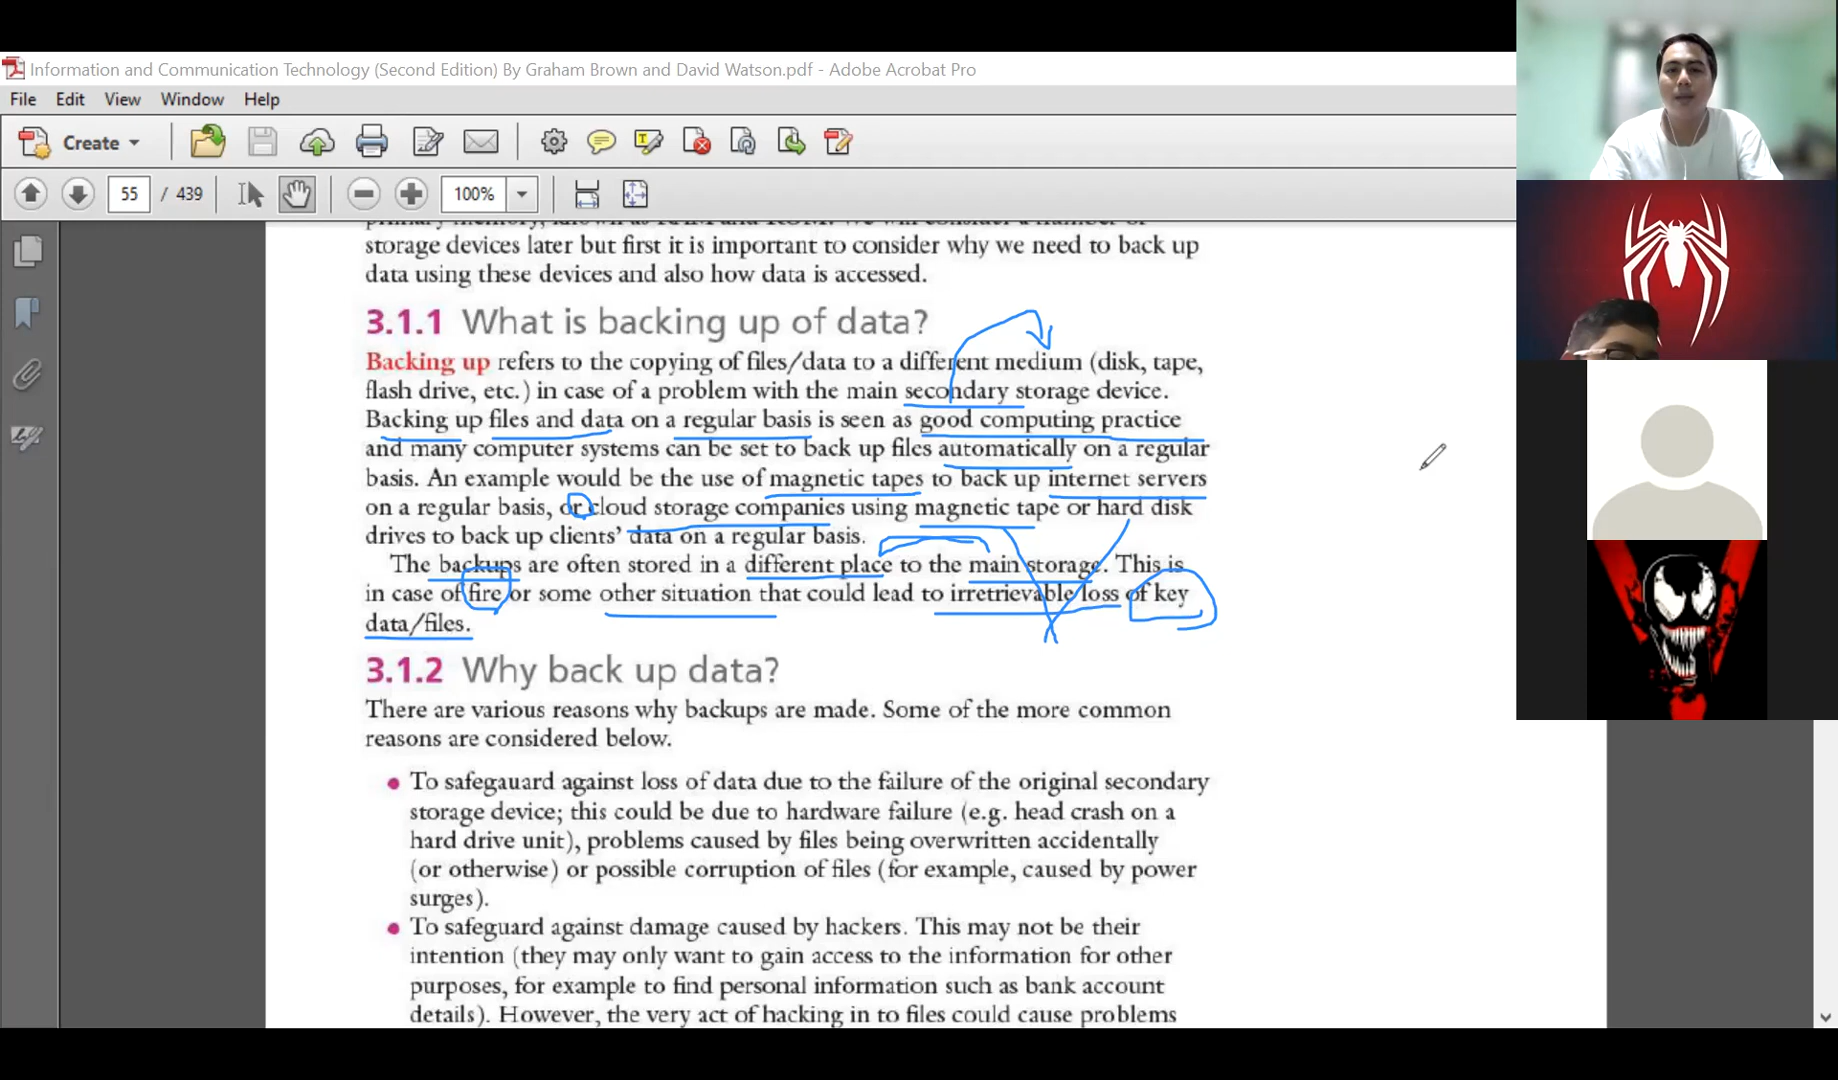 Information and Communication Technology (Second Edition) By Graham Brown and David Watson.pdf - Adobe Acrobat Pro
File Edit View Window Help
Create
55 / 439 100%
storage devices later but first it is important to consider why we need to back up
data using these devices and also how data is accessed.
3.1.1 What is backing up of data?
Backing up refers to the copying of files/data to a different medium (disk, tape,
flash drive, etc.) in case of a problem with the main secondary storage device.
Backing up files and data on a regular basis is seen as good computing practice
and many computer systems can be set to back up files automatically on a regular
basis. An example would be the use of magnetic tapes to back up internet servers
on a regular basis, or cloud storage companies using magnetic tape or hard disk
drives to back up clients' data on a regular basis.
The backups are often stored in a different place to the main storage. This is
in case of fire or some other situation that could lead to irretrievable loss of key
data/files.
3.1.2 Why back up data?
There are various reasons why backups are made. Some of the more common
reasons are considered below.
● To safegauard against loss of data due to the failure of the original secondary
storage device; this could be due to hardware failure (e.g. head crash on a
hard drive unit), problems caused by files being overwritten accidentally
(or otherwise) or possible corruption of files (for example, caused by power
surges).
● To safeguard against damage caused by hackers. This may not be their
intention (they may only want to gain access to the information for other
purposes, for example to find personal information such as bank account
details). However, the very act of hacking in to files could cause problems